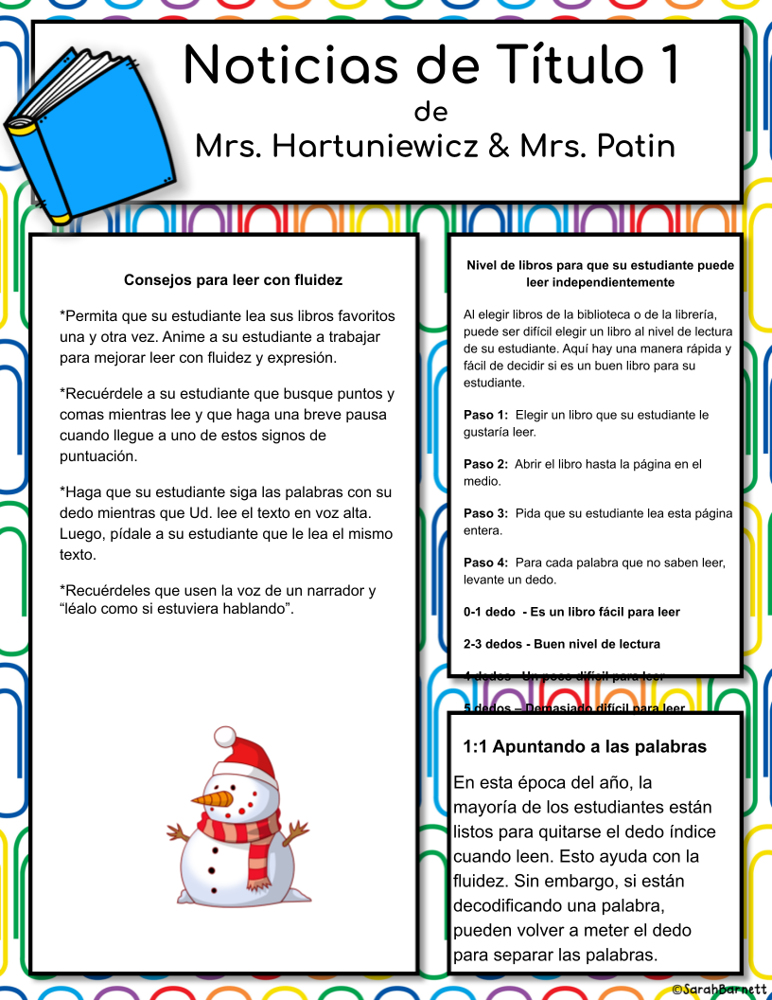 Noticias de Título 1
de
Mrs. Hartuniewicz & Mrs. Patin
Consejos para leer con fluidez
*Permita que su estudiante lea sus libros favoritos
una y otra vez. Anime a su estudiante a trabajar
para mejorar leer con fluidez y expresión.
*Recuérdele a su estudiante que busque puntos y
comas mientras lee y que haga una breve pausa
cuando llegue a uno de estos signos de
puntuación.
*Haga que su estudiante siga las palabras con su
dedo mientras que Ud. lee el texto en voz alta.
Luego, pídale a su estudiante que le lea el mismo
texto.
*Recuérdeles que usen la voz de un narrador y
“léalo como si estuviera hablando”.
Nivel de libros para que su estudiante puede
leer independientemente
Al elegir libros de la biblioteca o de la librería,
puede ser difícil elegir un libro al nivel de lectura
de su estudiante. Aquí hay una manera rápida y
fácil de decidir si es un buen libro para su
estudiante.
Paso 1:  Elegir un libro que su estudiante le
gustaría leer.
Paso 2:  Abrir el libro hasta la página en el
medio.
Paso 3:  Pida que su estudiante lea esta página
entera.
Paso 4:  Para cada palabra que no saben leer,
levante un dedo.
0-1 dedo  - Es un libro fácil para leer
2-3 dedos - Buen nivel de lectura
4 dedos - Un poco difícil para leer
5 dedos – Demasiado difícil para leer
1:1 Apuntando a las palabras
En esta época del año, la
mayoría de los estudiantes están
listos para quitarse el dedo índice
cuando leen. Esto ayuda con la
fluidez. Sin embargo, si están
decodificando una palabra,
pueden volver a meter el dedo
para separar las palabras.
©SarahBarnett